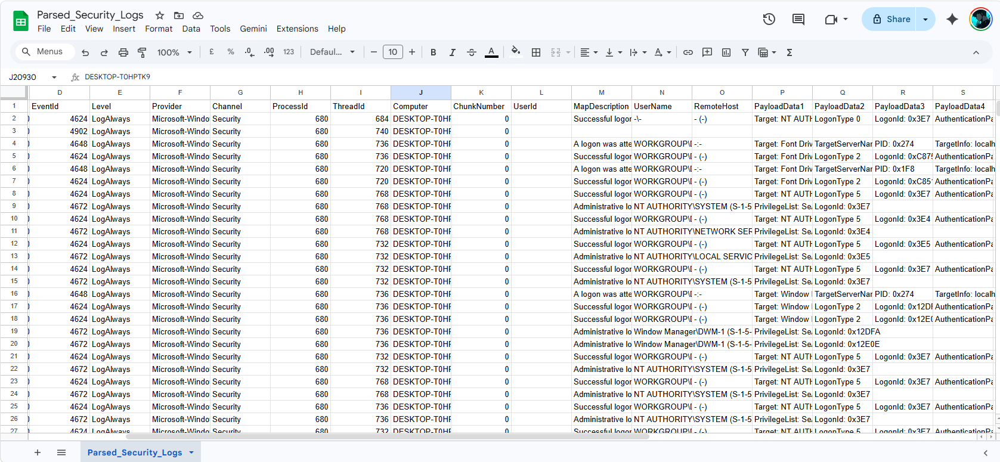 Parsed_Security_Logs
File Edit View Insert Format Data Tools Gemini Extensions Help
Share
Menus 100% £ % .0 .00 123 Defaul... 10 B I A
J20930 fx DESKTOP-T0HPTK9
D E F G H I J K L M N O P Q R S
1 EventId Level Provider Channel ProcessId ThreadId Computer ChunkNumber UserId MapDescription UserName RemoteHost PayloadData1 PayloadData2 PayloadData3 PayloadData4
2 4624 LogAlways Microsoft-Windo Security 680 684 DESKTOP-T0HF 0 Successful logor -\- - (-) Target: NT AUTH LogonType 0 LogonId: 0x3E7 AuthenticationPa
3 4902 LogAlways Microsoft-Windo Security 680 740 DESKTOP-T0HF 0
4 4648 LogAlways Microsoft-Windo Security 680 736 DESKTOP-T0HF 0 A logon was atte WORKGROUP\D -:- Target: Font Driv TargetServerNar PID: 0x274 TargetInfo: localh
5 4624 LogAlways Microsoft-Windo Security 680 736 DESKTOP-T0HF 0 Successful logor WORKGROUP\D - (-) Target: Font Driv LogonType 2 LogonId: 0xC875 AuthenticationPa
6 4648 LogAlways Microsoft-Windo Security 680 720 DESKTOP-T0HF 0 A logon was atte WORKGROUP\D -:- Target: Font Driv TargetServerNar PID: 0x1F8 TargetInfo: localh
7 4624 LogAlways Microsoft-Windo Security 680 720 DESKTOP-T0HF 0 Successful logor WORKGROUP\D - (-) Target: Font Driv LogonType 2 LogonId: 0xC851 AuthenticationPa
8 4624 LogAlways Microsoft-Windo Security 680 768 DESKTOP-T0HF 0 Successful logor WORKGROUP\D - (-) Target: NT AUTH LogonType 5 LogonId: 0x3E7 AuthenticationPa
9 4672 LogAlways Microsoft-Windo Security 680 768 DESKTOP-T0HF 0 Administrative lo NT AUTHORITY\SYSTEM (S-1-5 PrivilegeList: Se LogonId: 0x3E7
10 4624 LogAlways Microsoft-Windo Security 680 768 DESKTOP-T0HF 0 Successful logor WORKGROUP\D - (-) Target: NT AUTH LogonType 5 LogonId: 0x3E4 AuthenticationPa
11 4672 LogAlways Microsoft-Windo Security 680 768 DESKTOP-T0HF 0 Administrative lo NT AUTHORITY\NETWORK SER PrivilegeList: Se LogonId: 0x3E4
12 4624 LogAlways Microsoft-Windo Security 680 732 DESKTOP-T0HF 0 Successful logor WORKGROUP\D - (-) Target: NT AUTH LogonType 5 LogonId: 0x3E5 AuthenticationPa
13 4672 LogAlways Microsoft-Windo Security 680 732 DESKTOP-T0HF 0 Administrative lo NT AUTHORITY\LOCAL SERVIC PrivilegeList: Se LogonId: 0x3E5
14 4624 LogAlways Microsoft-Windo Security 680 732 DESKTOP-T0HF 0 Successful logor WORKGROUP\D - (-) Target: NT AUTH LogonType 5 LogonId: 0x3E7 AuthenticationPa
15 4672 LogAlways Microsoft-Windo Security 680 732 DESKTOP-T0HF 0 Administrative lo NT AUTHORITY\SYSTEM (S-1-5 PrivilegeList: Se LogonId: 0x3E7
16 4648 LogAlways Microsoft-Windo Security 680 736 DESKTOP-T0HF 0 A logon was atte WORKGROUP\D -:- Target: Window TargetServerNar PID: 0x274 TargetInfo: localh
17 4624 LogAlways Microsoft-Windo Security 680 736 DESKTOP-T0HF 0 Successful logor WORKGROUP\D - (-) Target: Window LogonType 2 LogonId: 0x12DF AuthenticationPa
18 4624 LogAlways Microsoft-Windo Security 680 736 DESKTOP-T0HF 0 Successful logor WORKGROUP\D - (-) Target: Window LogonType 2 LogonId: 0x12E0 AuthenticationPa
19 4672 LogAlways Microsoft-Windo Security 680 736 DESKTOP-T0HF 0 Administrative lo Window Manager\DWM-1 (S-1-5- PrivilegeList: Se LogonId: 0x12DFA
20 4672 LogAlways Microsoft-Windo Security 680 736 DESKTOP-T0HF 0 Administrative lo Window Manager\DWM-1 (S-1-5- PrivilegeList: Se LogonId: 0x12E0E
21 4624 LogAlways Microsoft-Windo Security 680 732 DESKTOP-T0HF 0 Successful logor WORKGROUP\D - (-) Target: NT AUTH LogonType 5 LogonId: 0x3E7 AuthenticationPa
22 4672 LogAlways Microsoft-Windo Security 680 732 DESKTOP-T0HF 0 Administrative lo NT AUTHORITY\SYSTEM (S-1-5 PrivilegeList: Se LogonId: 0x3E7
23 4624 LogAlways Microsoft-Windo Security 680 768 DESKTOP-T0HF 0 Successful logor WORKGROUP\D - (-) Target: NT AUTH LogonType 5 LogonId: 0x3E7 AuthenticationPa
24 4672 LogAlways Microsoft-Windo Security 680 768 DESKTOP-T0HF 0 Administrative lo NT AUTHORITY\SYSTEM (S-1-5 PrivilegeList: Se LogonId: 0x3E7
25 4624 LogAlways Microsoft-Windo Security 680 736 DESKTOP-T0HF 0 Successful logor WORKGROUP\D - (-) Target: NT AUTH LogonType 5 LogonId: 0x3E7 AuthenticationPa
26 4672 LogAlways Microsoft-Windo Security 680 736 DESKTOP-T0HF 0 Administrative lo NT AUTHORITY\SYSTEM (S-1-5 PrivilegeList: Se LogonId: 0x3E7
27 4624 LogAlways Microsoft-Windo Security 680 732 DESKTOP-T0HF 0 Successful logor WORKGROUP\D - (-) Target: NT AUTH LogonType 5 LogonId: 0x3E7 AuthenticationPa
Parsed_Security_Logs